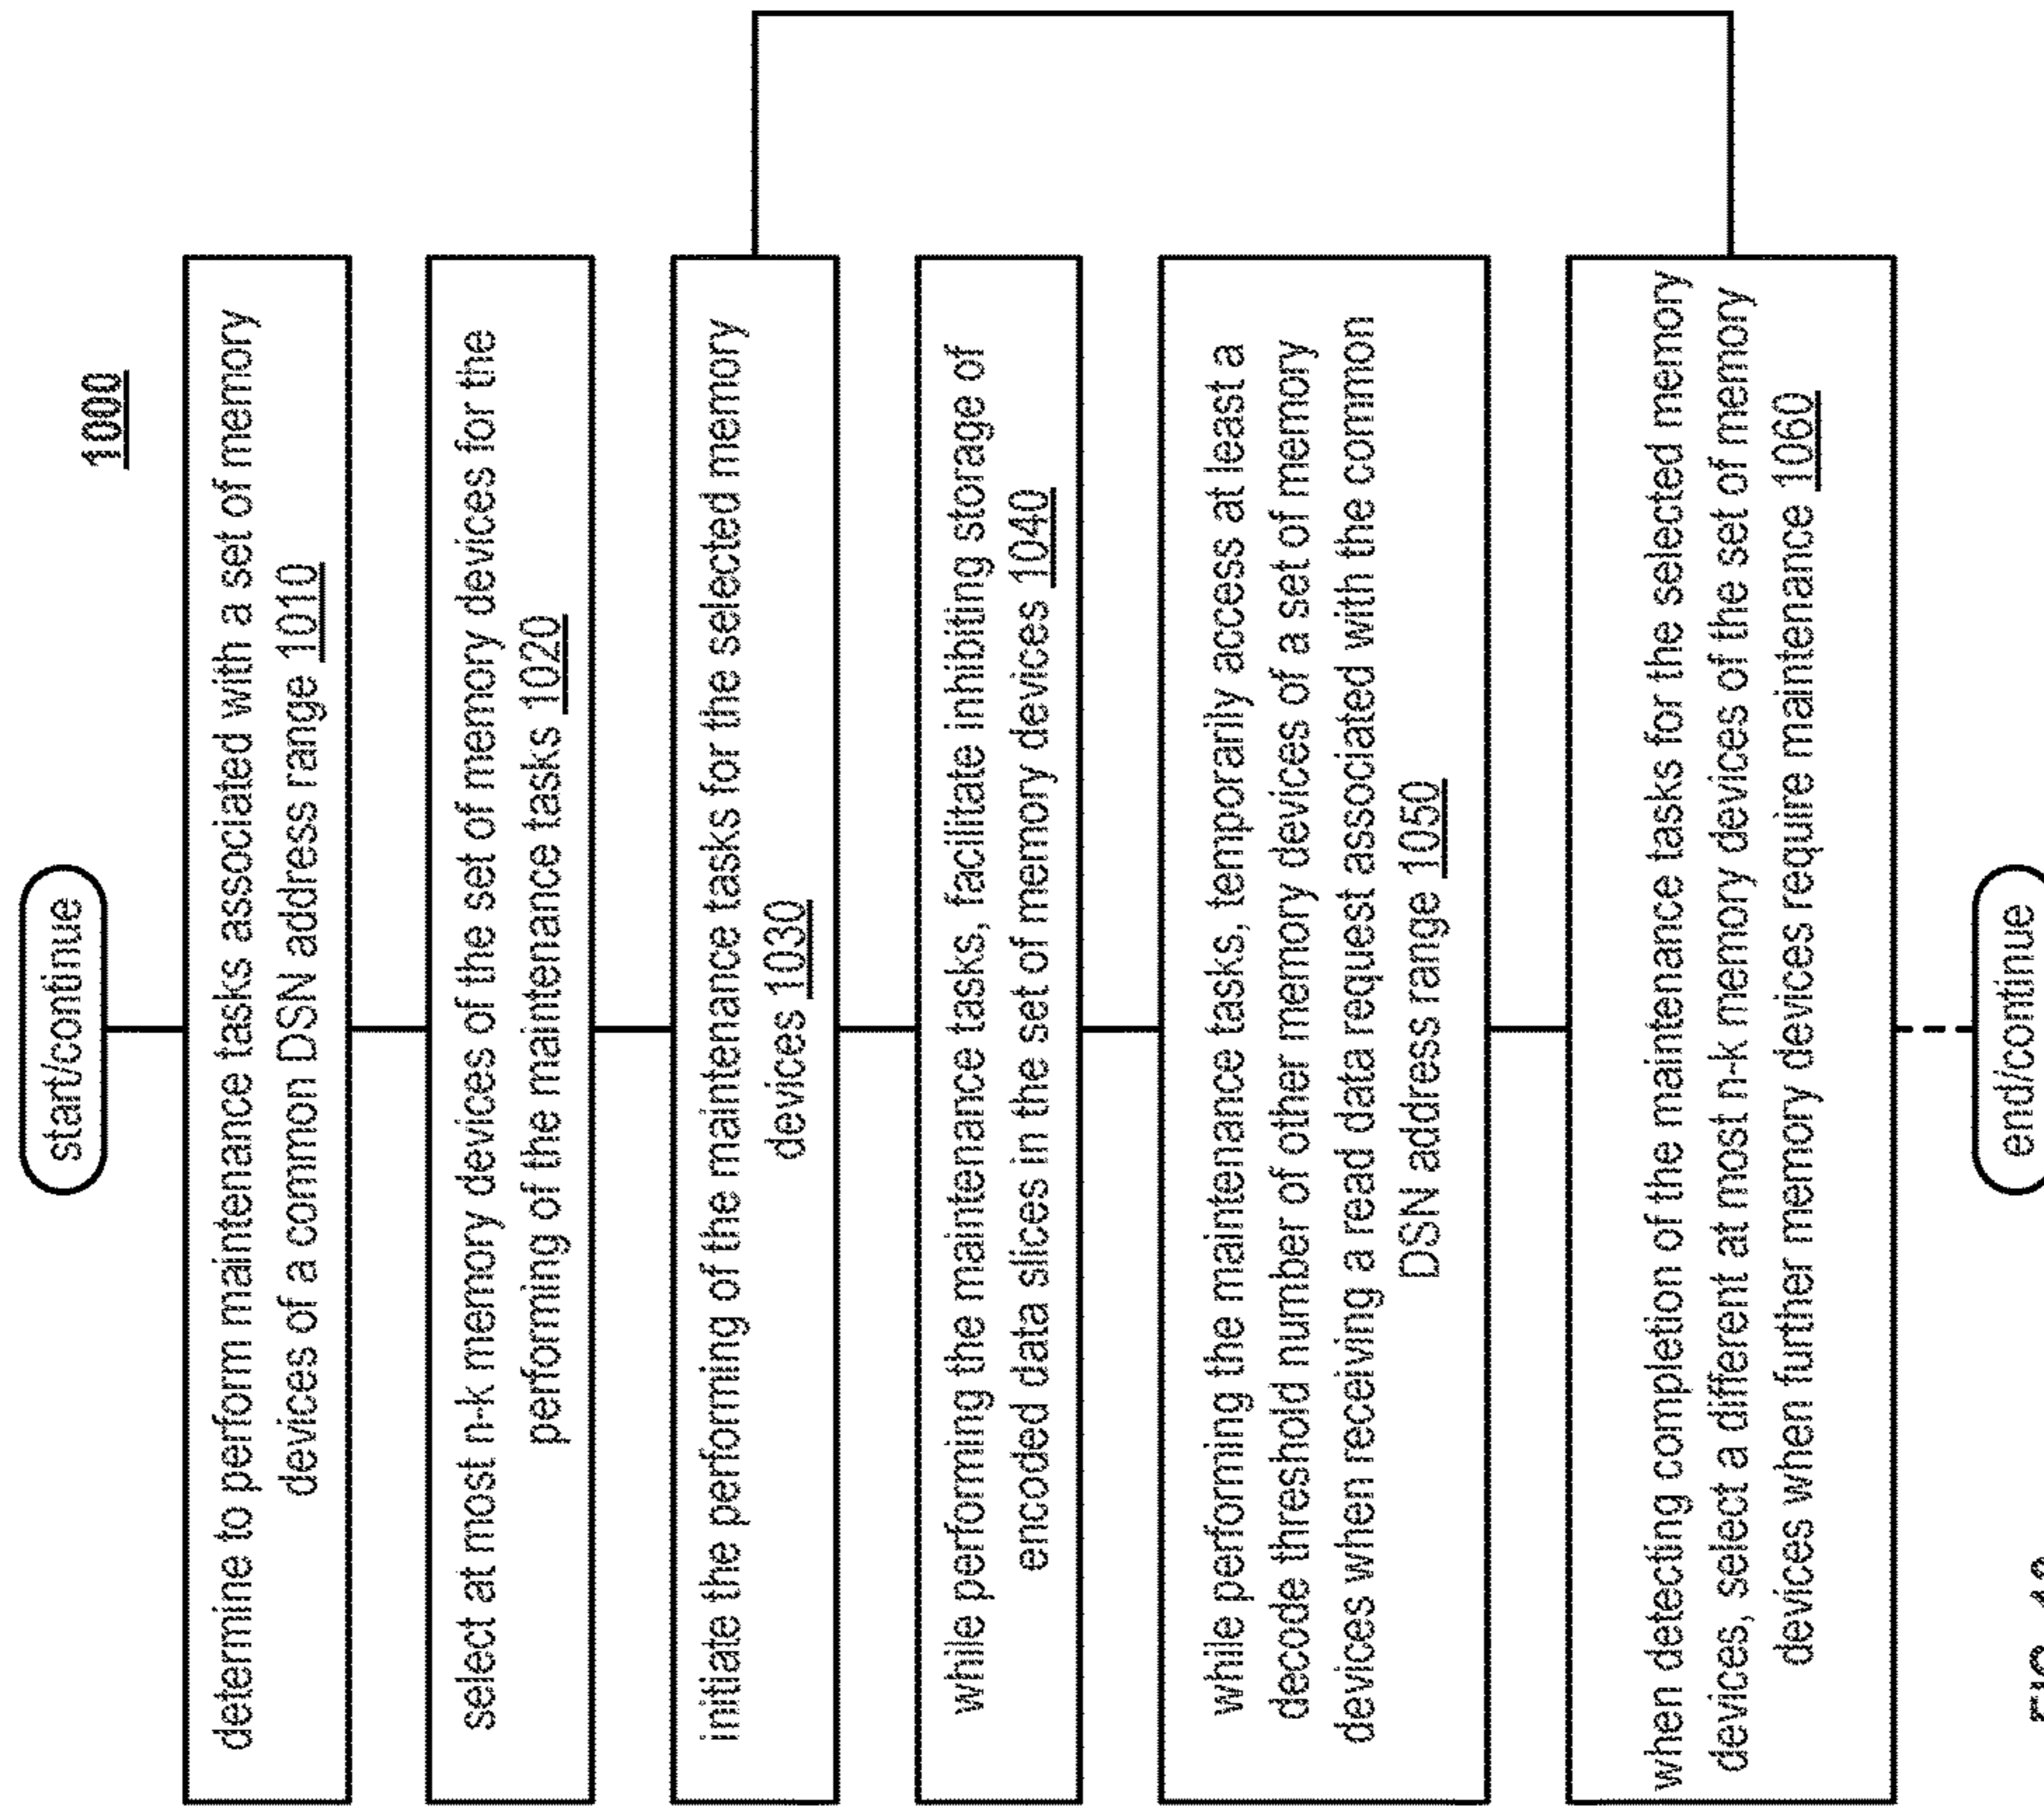 1000
start/continue
determine to perform maintenance tasks associated with a set of memory
devices of a common DSN address range 1010
select at most n-k memory devices of the set of memory devices for the
performing of the maintenance tasks 1020
initiate the performing of the maintenance tasks for the selected memory
devices 1030
while performing the maintenance tasks, facilitate inhibiting storage of
encoded data slices in the set of memory devices 1040
while performing the maintenance tasks, temporarily access at least a
decode threshold number of other memory devices of a set of memory
devices when receiving a read data request associated with the common
DSN address range 1050
when detecting completion of the maintenance tasks for the selected memory
devices, select a different at most n-k memory devices of the set of memory
devices when further memory devices require maintenance 1060
end/continue